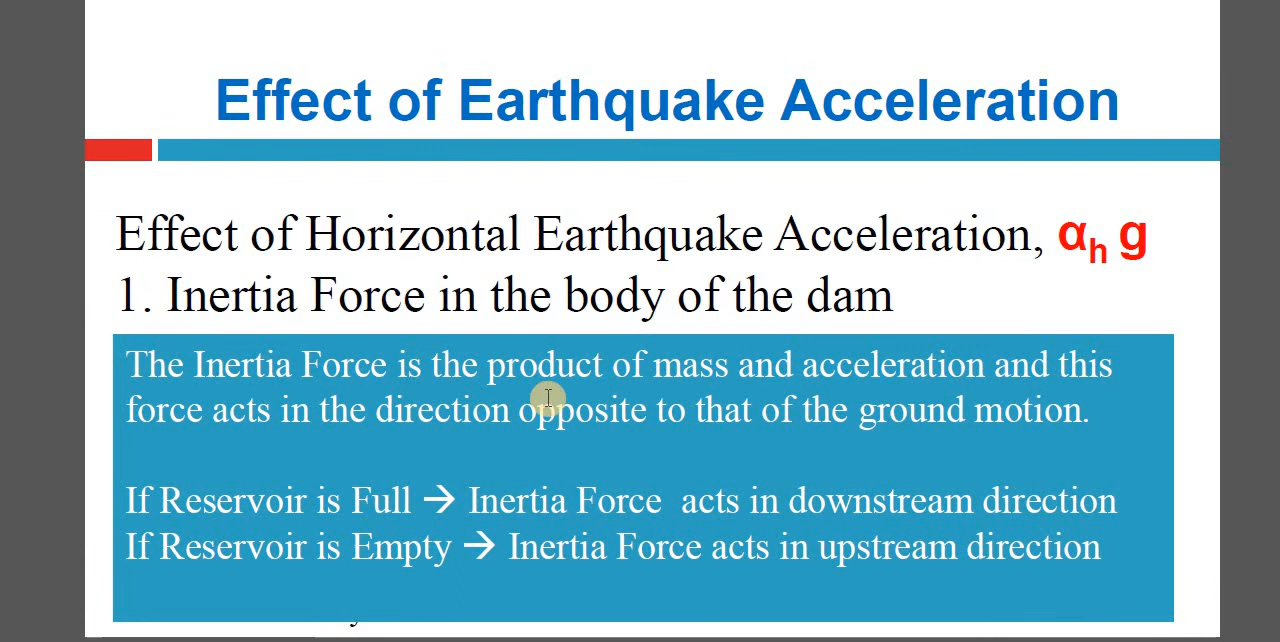 Effect of Earthquake Acceleration
Effect of Horizontal Earthquake Acceleration, αh g
1. Inertia Force in the body of the dam
The Inertia Force is the product of mass and acceleration and this
force acts in the direction opposite to that of the ground motion.
If Reservoir is Full → Inertia Force acts in downstream direction
If Reservoir is Empty → Inertia Force acts in upstream direction